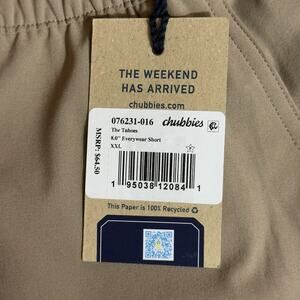 THE WEEKEND
HAS ARRIVED
chubbies.com
076231-016 chubbies
The Tahoes
8.0" Everywear Short
XXL
MSRP: $64.50
1 95038 12084 1
This Paper is 100% Recycled